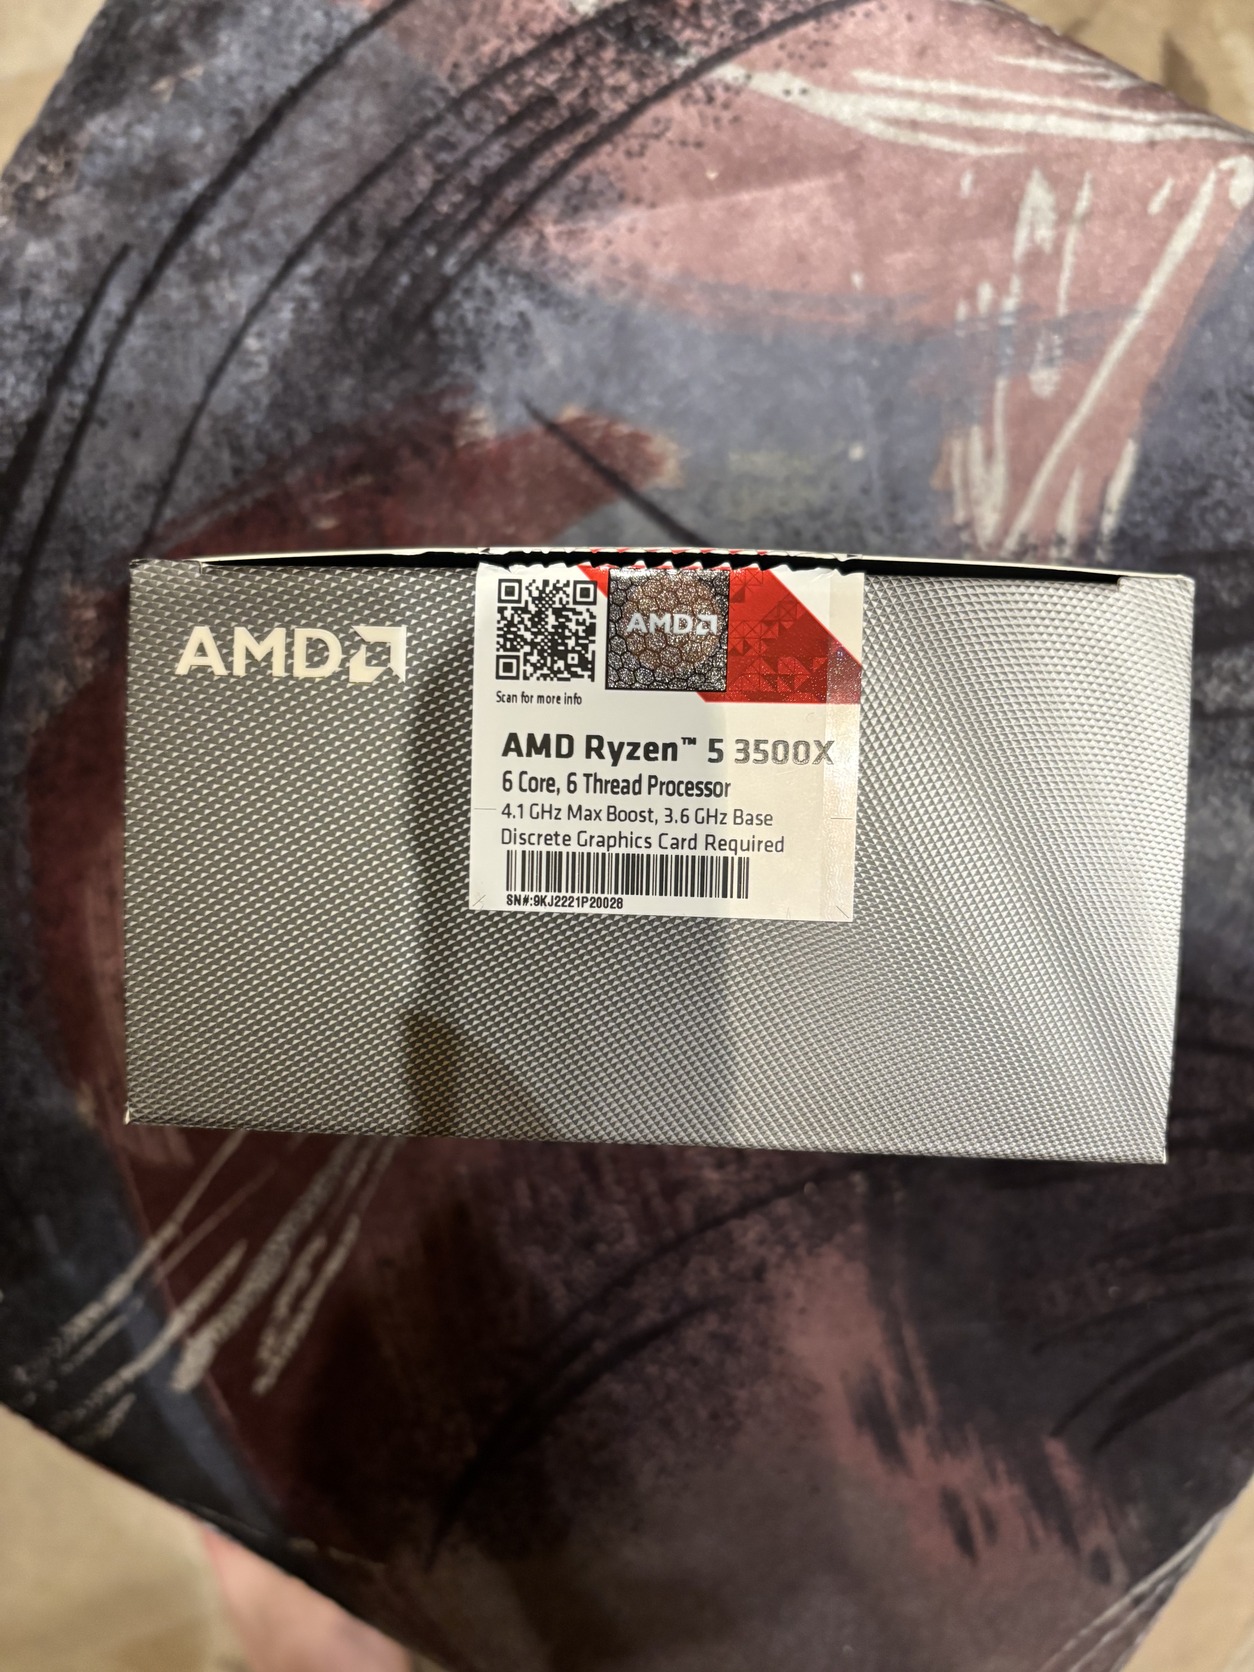 AMD
AMD
Scan for more info
AMD Ryzen™ 5 3500X
6 Core, 6 Thread Processor
4.1 GHz Max Boost, 3.6 GHz Base
Discrete Graphics Card Required
SN#:9KJ2221P20028